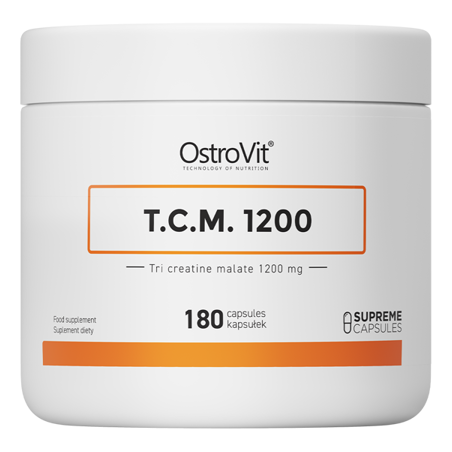 OstroVit®
TECHNOLOGY OF NUTRITION
T.C.M. 1200
Tri creatine malate 1200 mg
Food supplement
Suplement diety
180 capsules
kapsułek
SUPREME
CAPSULES